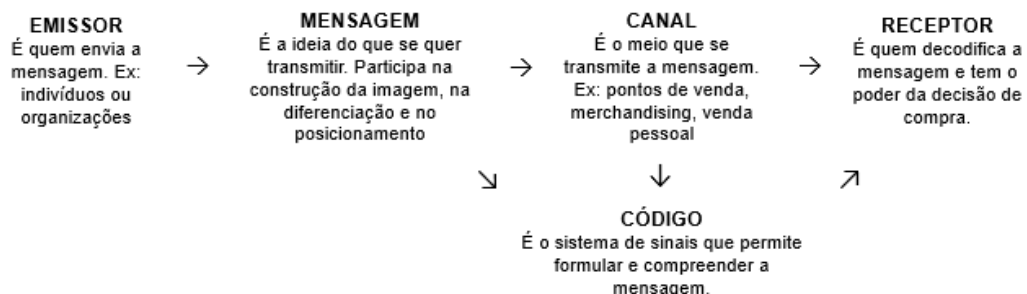 EMISSOR
É quem envia a
mensagem. Ex:
indivíduos ou
organizações
MENSAGEM
É a ideia do que se quer
transmitir. Participa na
construção da imagem, na
diferenciação e no
posicionamento
CANAL
É o meio que se
transmite a mensagem.
Ex: pontos de venda,
merchandising, venda
pessoal
RECEPTOR
É quem decodifica a
mensagem e tem o
poder da decisão de
compra.
CÓDIGO
É o sistema de sinais que permite
formular e compreender a
mensagem.